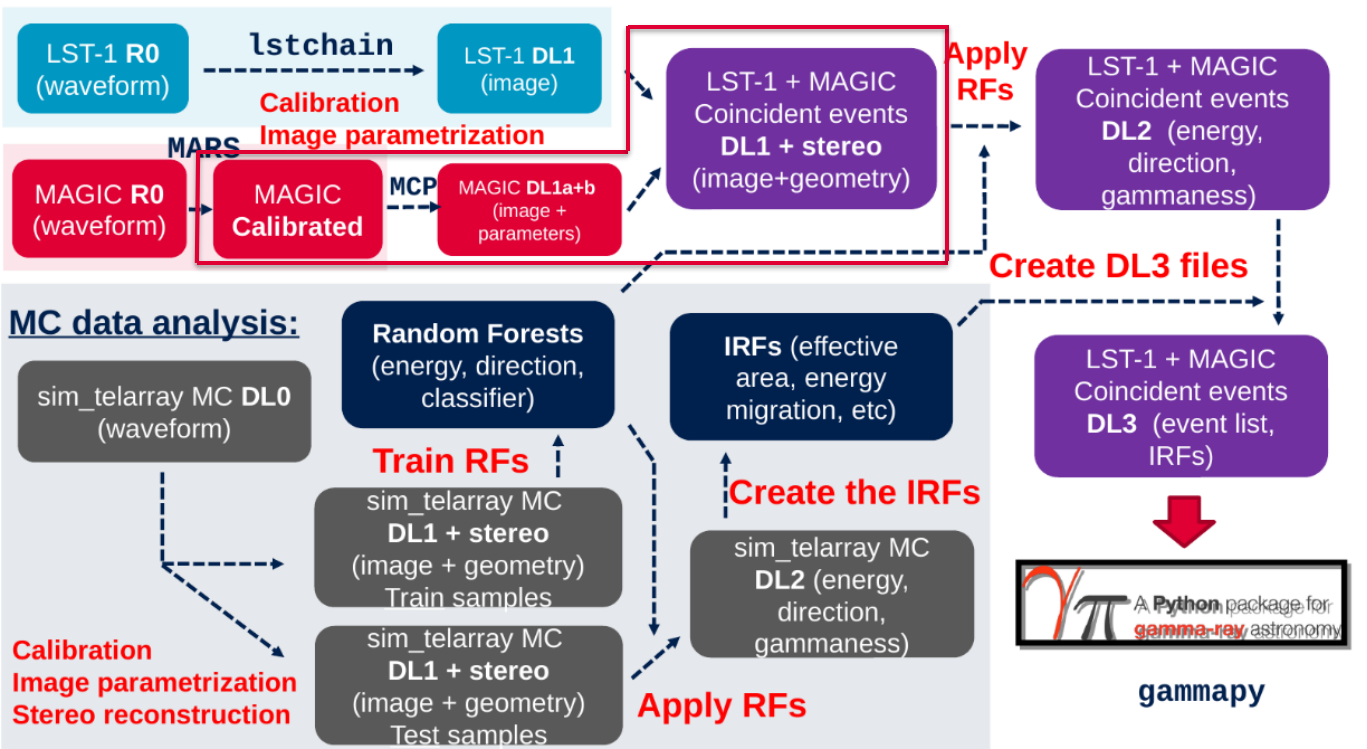 LST-1 R0
(waveform)
lstchain
LST-1 DL1
(image)
Calibration
Image parametrization
LST-1 + MAGIC
Coincident events
DL1 + stereo
(image+geometry)
Apply
RFs
LST-1 + MAGIC
Coincident events
DL2 (energy,
direction,
gammaness)
MARS
MAGIC R0
(waveform)
MAGIC
Calibrated
MCP
MAGIC DL1a+b
(image +
parameters)
Create DL3 files
MC data analysis:
sim_telarray MC DL0
(waveform)
Random Forests
(energy, direction,
classifier)
IRFs (effective
area, energy
migration, etc)
LST-1 + MAGIC
Coincident events
DL3 (event list,
IRFs)
Train RFs
Create the IRFs
sim_telarray MC
DL1 + stereo
(image + geometry)
Train samples
sim_telarray MC
DL2 (energy,
direction,
gammaness)
Calibration
Image parametrization
Stereo reconstruction
sim_telarray MC
DL1 + stereo
(image + geometry)
Test samples
Apply RFs
γπ
A Python package for
gamma-ray astronomy
gammapy